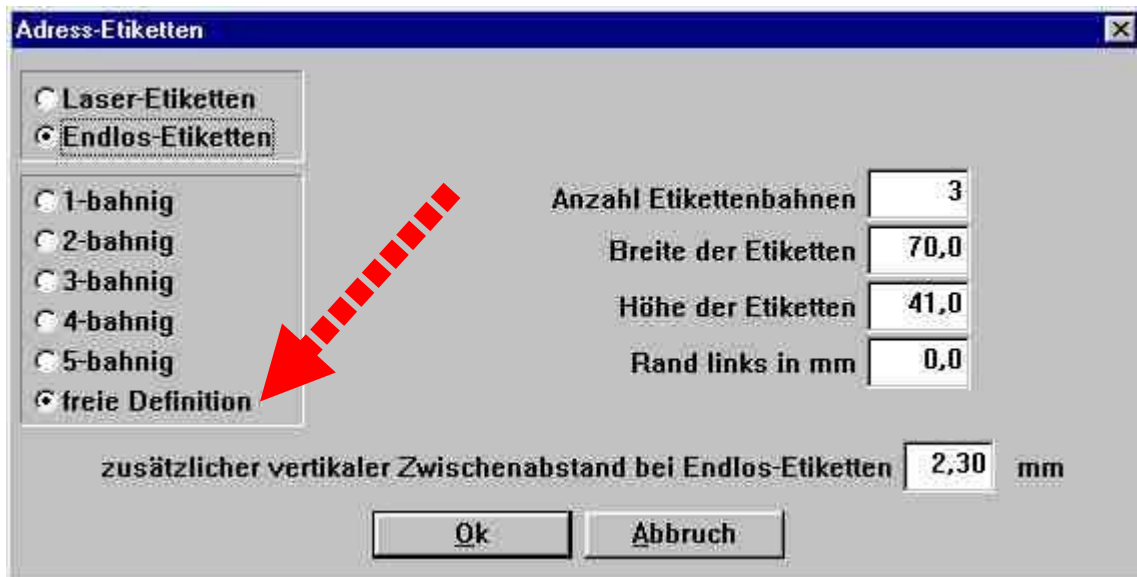 Adress-Etiketten
Laser-Etiketten
Endlos-Etiketten
1-bahnig
2-bahnig
3-bahnig
4-bahnig
5-bahnig
freie Definition
Anzahl Etikettenbahnen 3
Breite der Etiketten 70,0
Höhe der Etiketten 41,0
Rand links in mm 0,0
zusätzlicher vertikaler Zwischenabstand bei Endlos-Etiketten 2,30 mm
Ok Abbruch